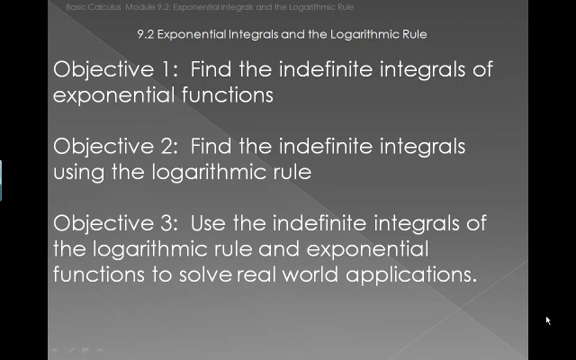 Basic Calculus  Module 9.2: Exponential Integrals and the Logarithmic Rule
9.2 Exponential Integrals and the Logarithmic Rule
Objective 1:  Find the indefinite integrals of
exponential functions
Objective 2:  Find the indefinite integrals
using the logarithmic rule
Objective 3:  Use the indefinite integrals of
the logarithmic rule and exponential
functions to solve real world applications.